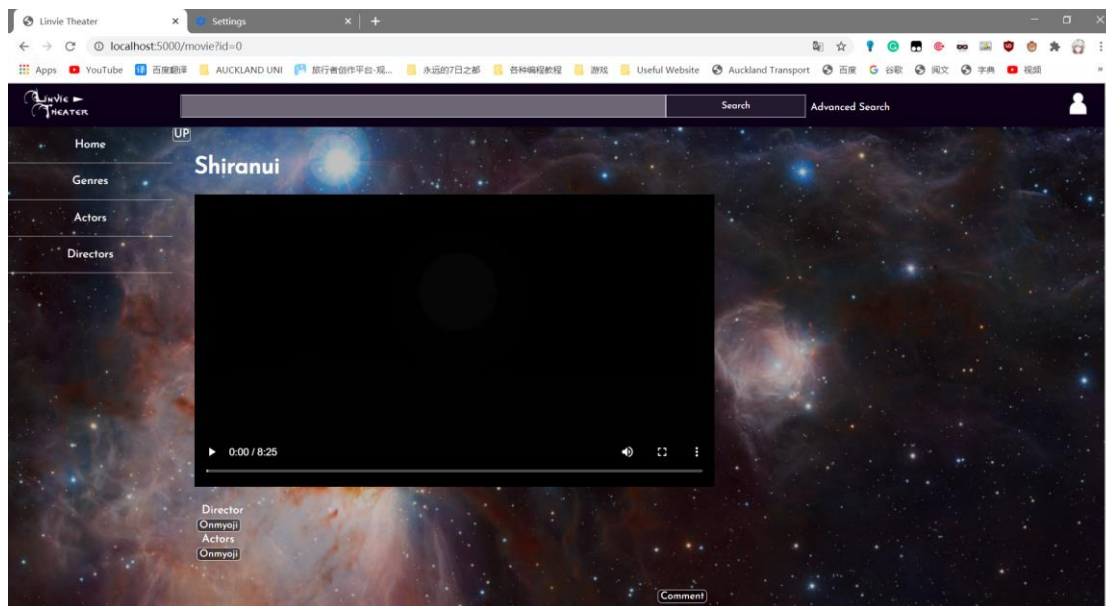 Linvie Theater
Settings
localhost:5000/movie?id=0
Apps YouTube 百度翻译 AUCKLAND UNI 旅行者创作平台-观... 永远的7日之都 各种编程教程 游戏 Useful Website Auckland Transport 百度 谷歌 阅文 字典 视频 »
LINVIE
THEATER
Search Advanced Search
Home
UP
Shiranui
Genres
Actors
Directors
0:00 / 8:25
Director
Onmyoji
Actors
Onmyoji
Comment